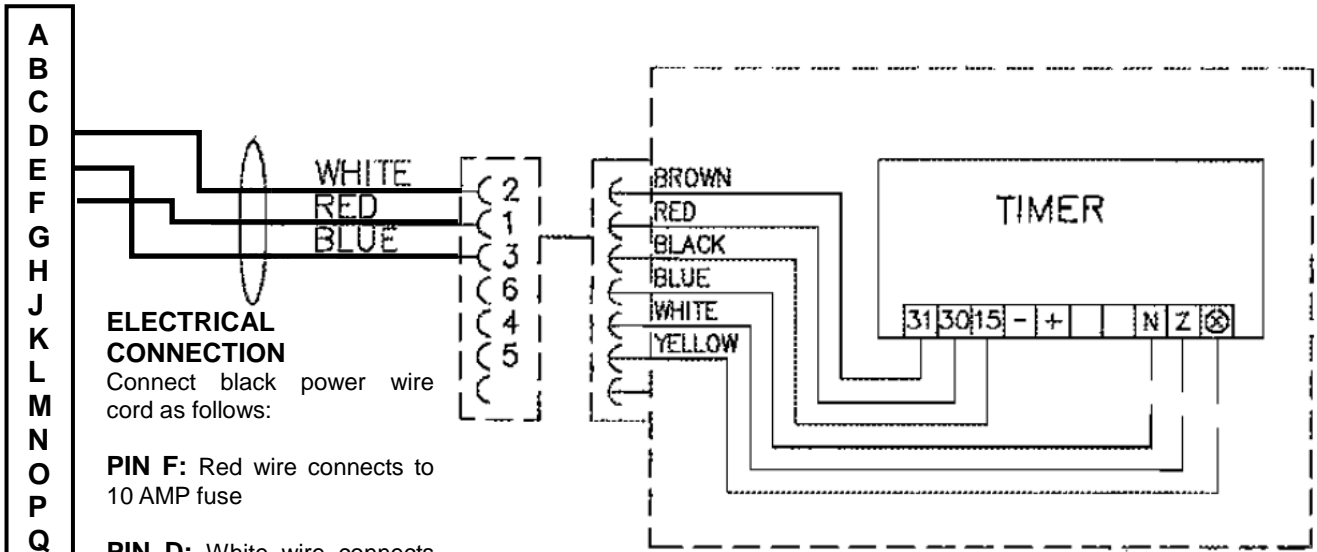 A
B
C
D
E
F
G
H
J
K
L
M
N
O
P
Q
WHITE
RED
BLUE
2
1
3
6
4
5
BROWN
RED
BLACK
BLUE
WHITE
YELLOW
TIMER
31 30 15 - + N Z
ELECTRICAL
CONNECTION
Connect black power wire
cord as follows:
PIN F: Red wire connects to
10 AMP fuse
PIN D: White wire connects